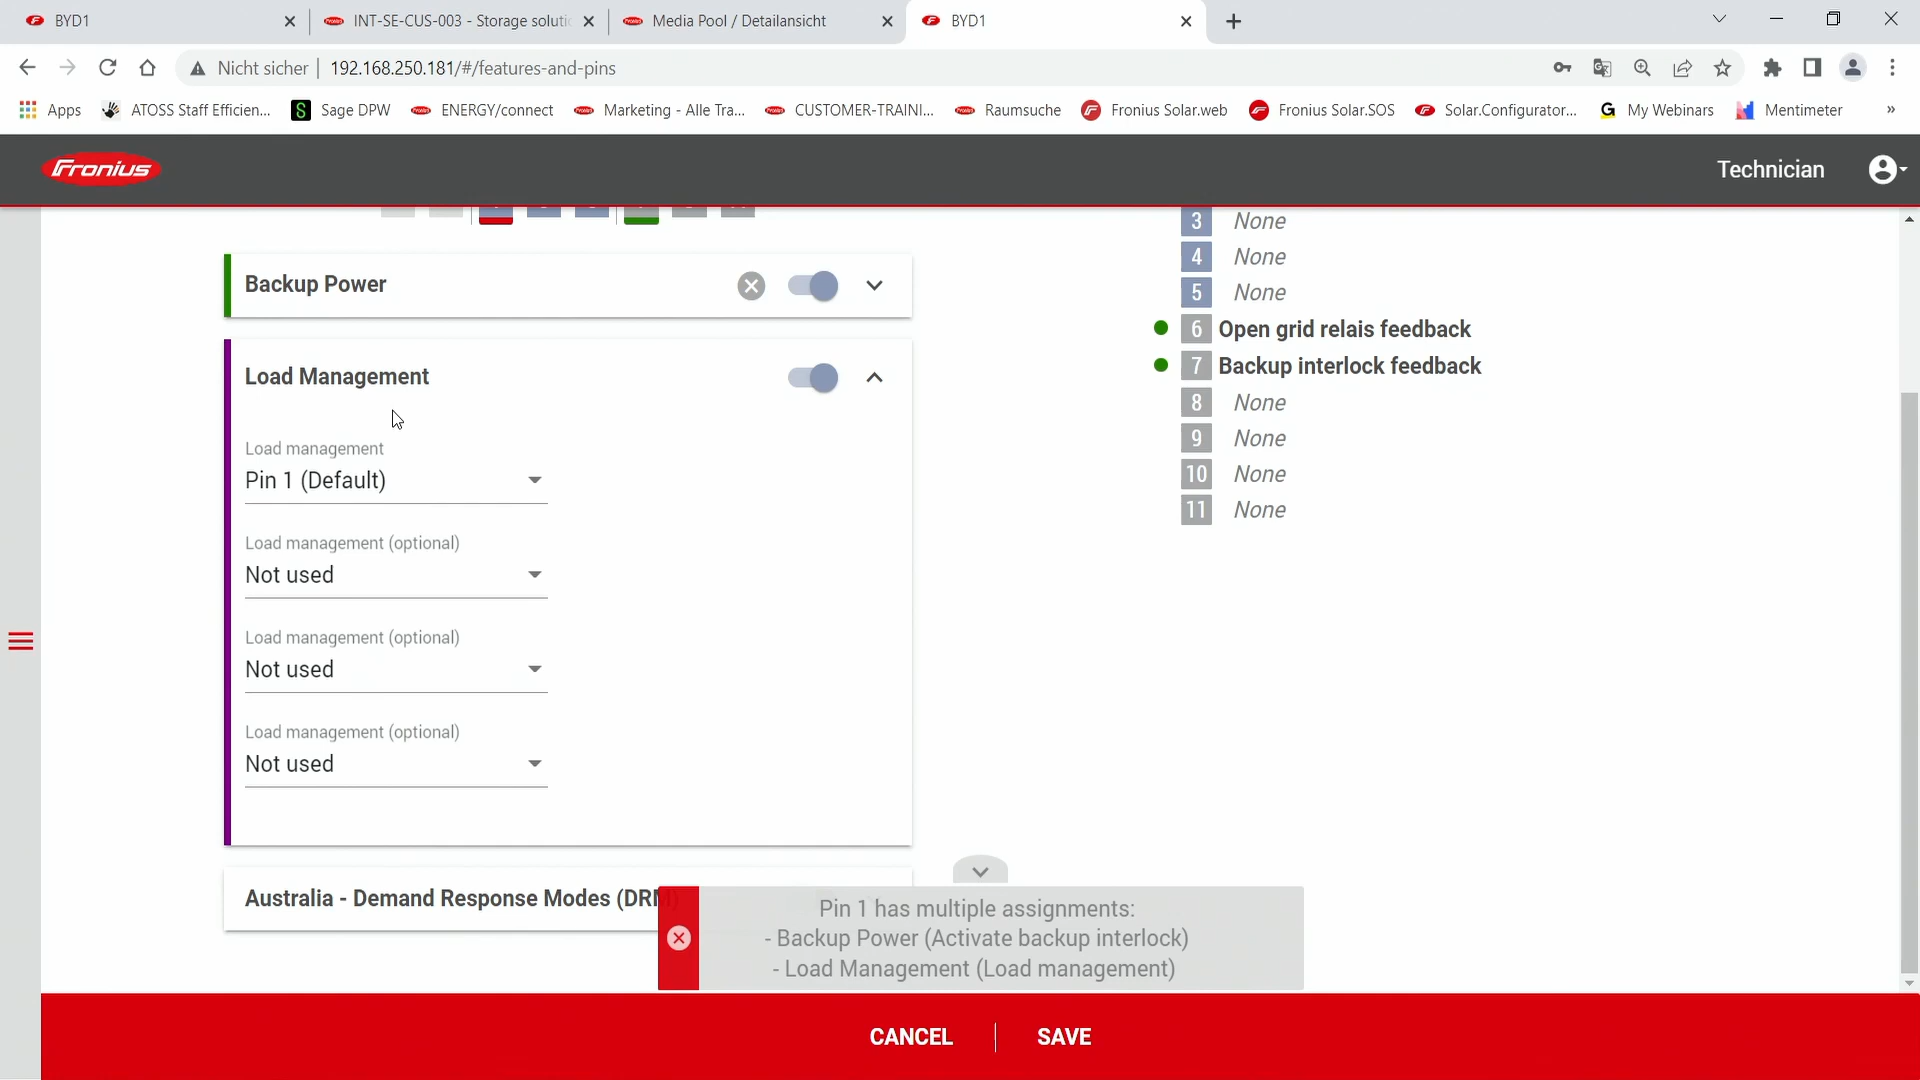 BYD1
INT-SE-CUS-003 - Storage soluti
Media Pool / Detailansicht
BYD1
Nicht sicher
192.168.250.181/#/features-and-pins
Apps
ATOSS Staff Efficien...
Sage DPW
ENERGY/connect
Marketing - Alle Tra...
CUSTOMER-TRAINI...
Raumsuche
Fronius Solar.web
Fronius Solar.SOS
Solar.Configurator...
My Webinars
Mentimeter
»
Fronius
Technician
3 None
4 None
5 None
6 Open grid relais feedback
7 Backup interlock feedback
8 None
9 None
10 None
11 None
Backup Power
Load Management
Load management
Pin 1 (Default)
Load management (optional)
Not used
Load management (optional)
Not used
Load management (optional)
Not used
Australia - Demand Response Modes (DRM)
Pin 1 has multiple assignments:
- Backup Power (Activate backup interlock)
- Load Management (Load management)
CANCEL
SAVE